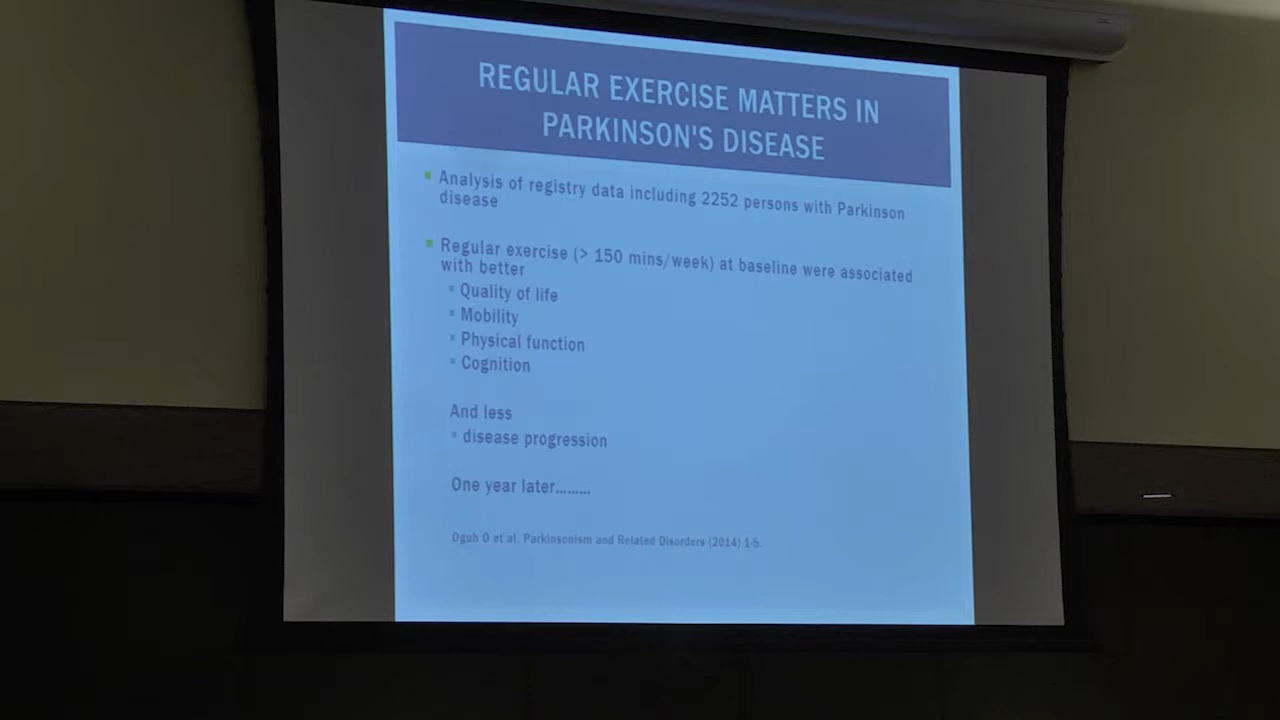 REGULAR EXERCISE MATTERS IN
PARKINSON'S DISEASE
Analysis of registry data including 2252 persons with Parkinson
disease
Regular exercise (> 150 mins/week) at baseline were associated
with better
Quality of life
Mobility
Physical function
Cognition
And less
disease progression
One year later.........
Oguh O et al. Parkinsonism and Related Disorders (2014) 1-5.